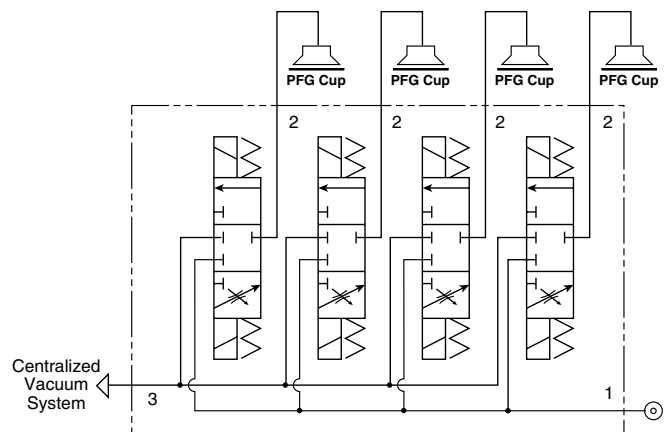 PFG Cup PFG Cup PFG Cup PFG Cup
2 2 2 2
Centralized
Vacuum
System
3
1